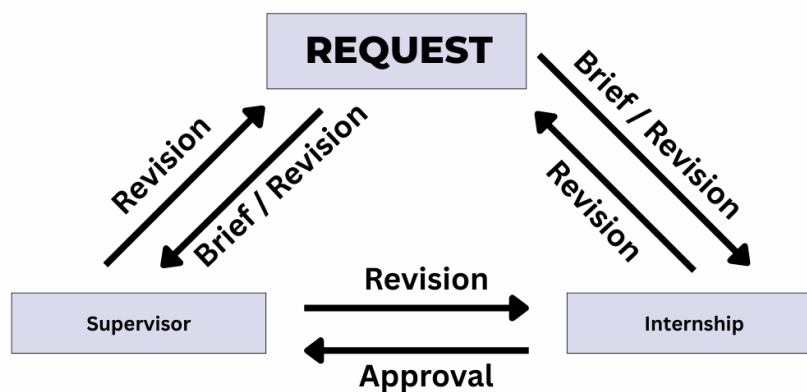 REQUEST
Revision
Brief / Revision
Brief / Revision
Revision
Revision
Supervisor
Internship
Approval